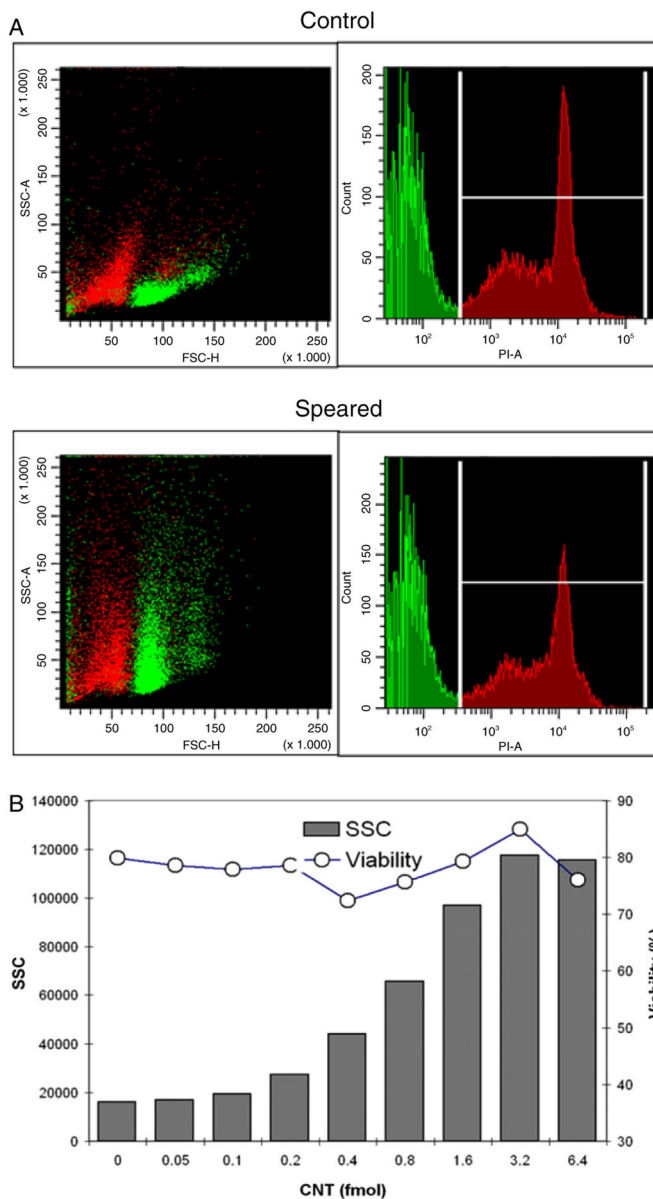 A
Control
SSC-A
(x 1.000)
50
100
150
200
250
50
100
150
200
250
FSC-H
(x 1.000)
Count
0
50
100
150
200
10²
10³
10⁴
10⁵
PI-A
Speared
SSC-A
(x 1.000)
50
100
150
200
250
50
100
150
200
250
FSC-H
(x 1.000)
Count
0
50
100
150
200
10²
10³
10⁴
10⁵
PI-A
B
SSC
Viability
SSC
140000
120000
100000
80000
60000
40000
20000
0
90
80
70
60
50
40
30
Viability (%)
0
0.05
0.1
0.2
0.4
0.8
1.6
3.2
6.4
CNT (fmol)